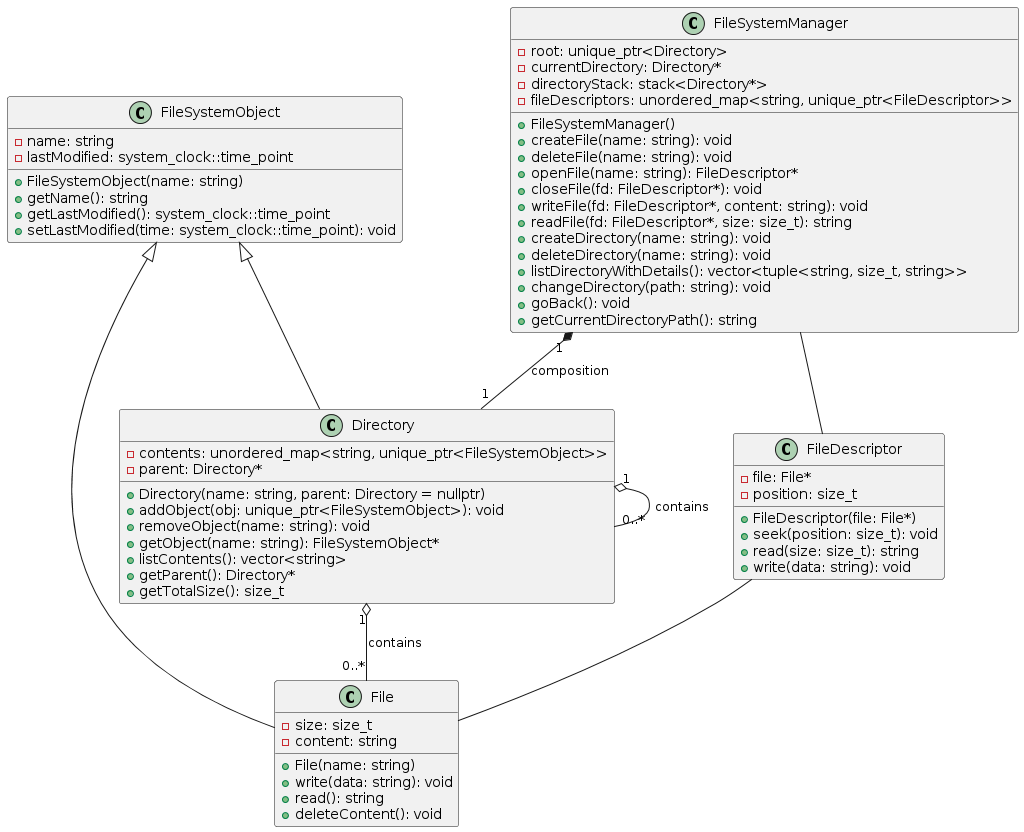 FileSystemManager
root: unique_ptr<Directory>
currentDirectory: Directory*
directoryStack: stack<Directory*>
fileDescriptors: unordered_map<string, unique_ptr<FileDescriptor>>
FileSystemManager()
createFile(name: string): void
deleteFile(name: string): void
openFile(name: string): FileDescriptor*
closeFile(fd: FileDescriptor*): void
writeFile(fd: FileDescriptor*, content: string): void
readFile(fd: FileDescriptor*, size: size_t): string
createDirectory(name: string): void
deleteDirectory(name: string): void
listDirectoryWithDetails(): vector<tuple<string, size_t, string>>
changeDirectory(path: string): void
goBack(): void
getCurrentDirectoryPath(): string
FileSystemObject
name: string
lastModified: system_clock::time_point
FileSystemObject(name: string)
getName(): string
getLastModified(): system_clock::time_point
setLastModified(time: system_clock::time_point): void
1
composition
1
Directory
contents: unordered_map<string, unique_ptr<FileSystemObject>>
parent: Directory*
Directory(name: string, parent: Directory = nullptr)
addObject(obj: unique_ptr<FileSystemObject>): void
removeObject(name: string): void
getObject(name: string): FileSystemObject*
listContents(): vector<string>
getParent(): Directory*
getTotalSize(): size_t
1
contains
0..*
FileDescriptor
file: File*
position: size_t
FileDescriptor(file: File*)
seek(position: size_t): void
read(size: size_t): string
write(data: string): void
1
contains
0..*
File
size: size_t
content: string
File(name: string)
write(data: string): void
read(): string
deleteContent(): void